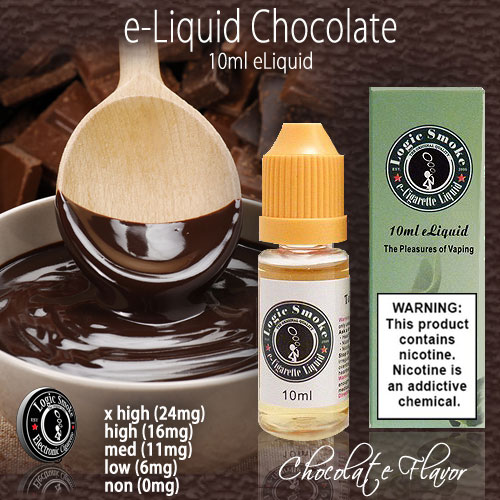 e-Liquid Chocolate
10ml eLiquid
Logic Smoke
e-Cigarette Liquid
10ml eLiquid
The Pleasures of Vaping
WARNING:
This product
contains
nicotine.
Nicotine is
an addictive
chemical.
Logic Smoke
e-Cigarette Liquid
10ml
Logic Smoke
Electronic Cigarettes
x high (24mg)
high (16mg)
med (11mg)
low (6mg)
non (0mg)
Chocolate Flavor